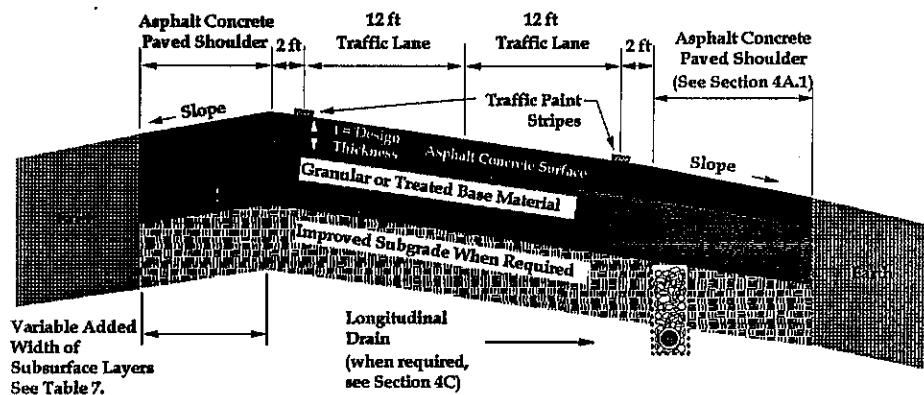 Asphalt Concrete
Paved Shoulder
2 ft
12 ft
Traffic Lane
12 ft
Traffic Lane
2 ft
Asphalt Concrete
Paved Shoulder
(See Section 4A.1)
Slope
Traffic Paint
Stripes
Slope
T = Design
Thickness
Asphalt Concrete Surface
Granular or Treated Base Material
Improved Subgrade When Required
Earth
Variable Added
Width of
Subsurface Layers
See Table 7.
Longitudinal
Drain
(when required,
see Section 4C)